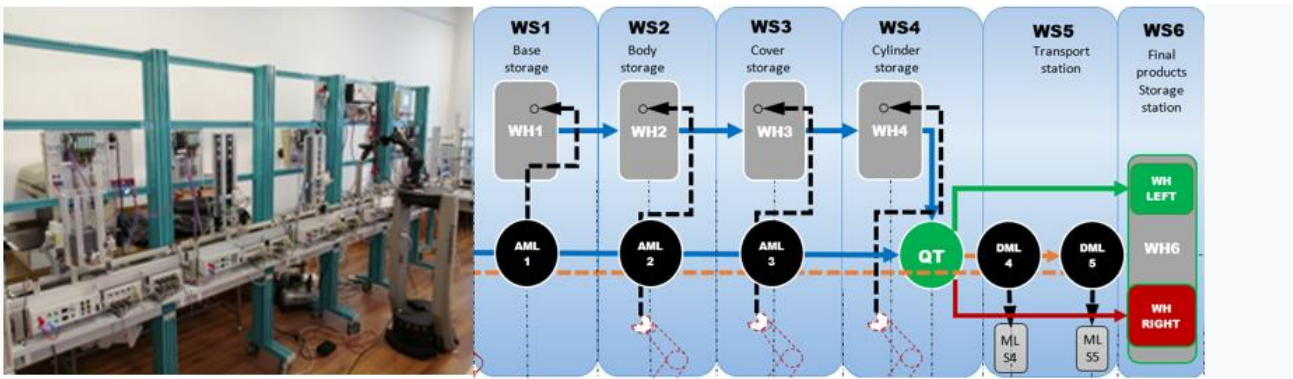 WS1
Base
storage
WS2
Body
storage
WS3
Cover
storage
WS4
Cylinder
storage
WS5
Transport
station
WS6
Final
products
Storage
station
WH1
WH2
WH3
WH4
WH
LEFT
WH6
WH
RIGHT
AML
1
AML
2
AML
3
QT
DML
4
DML
5
ML
S4
ML
S5